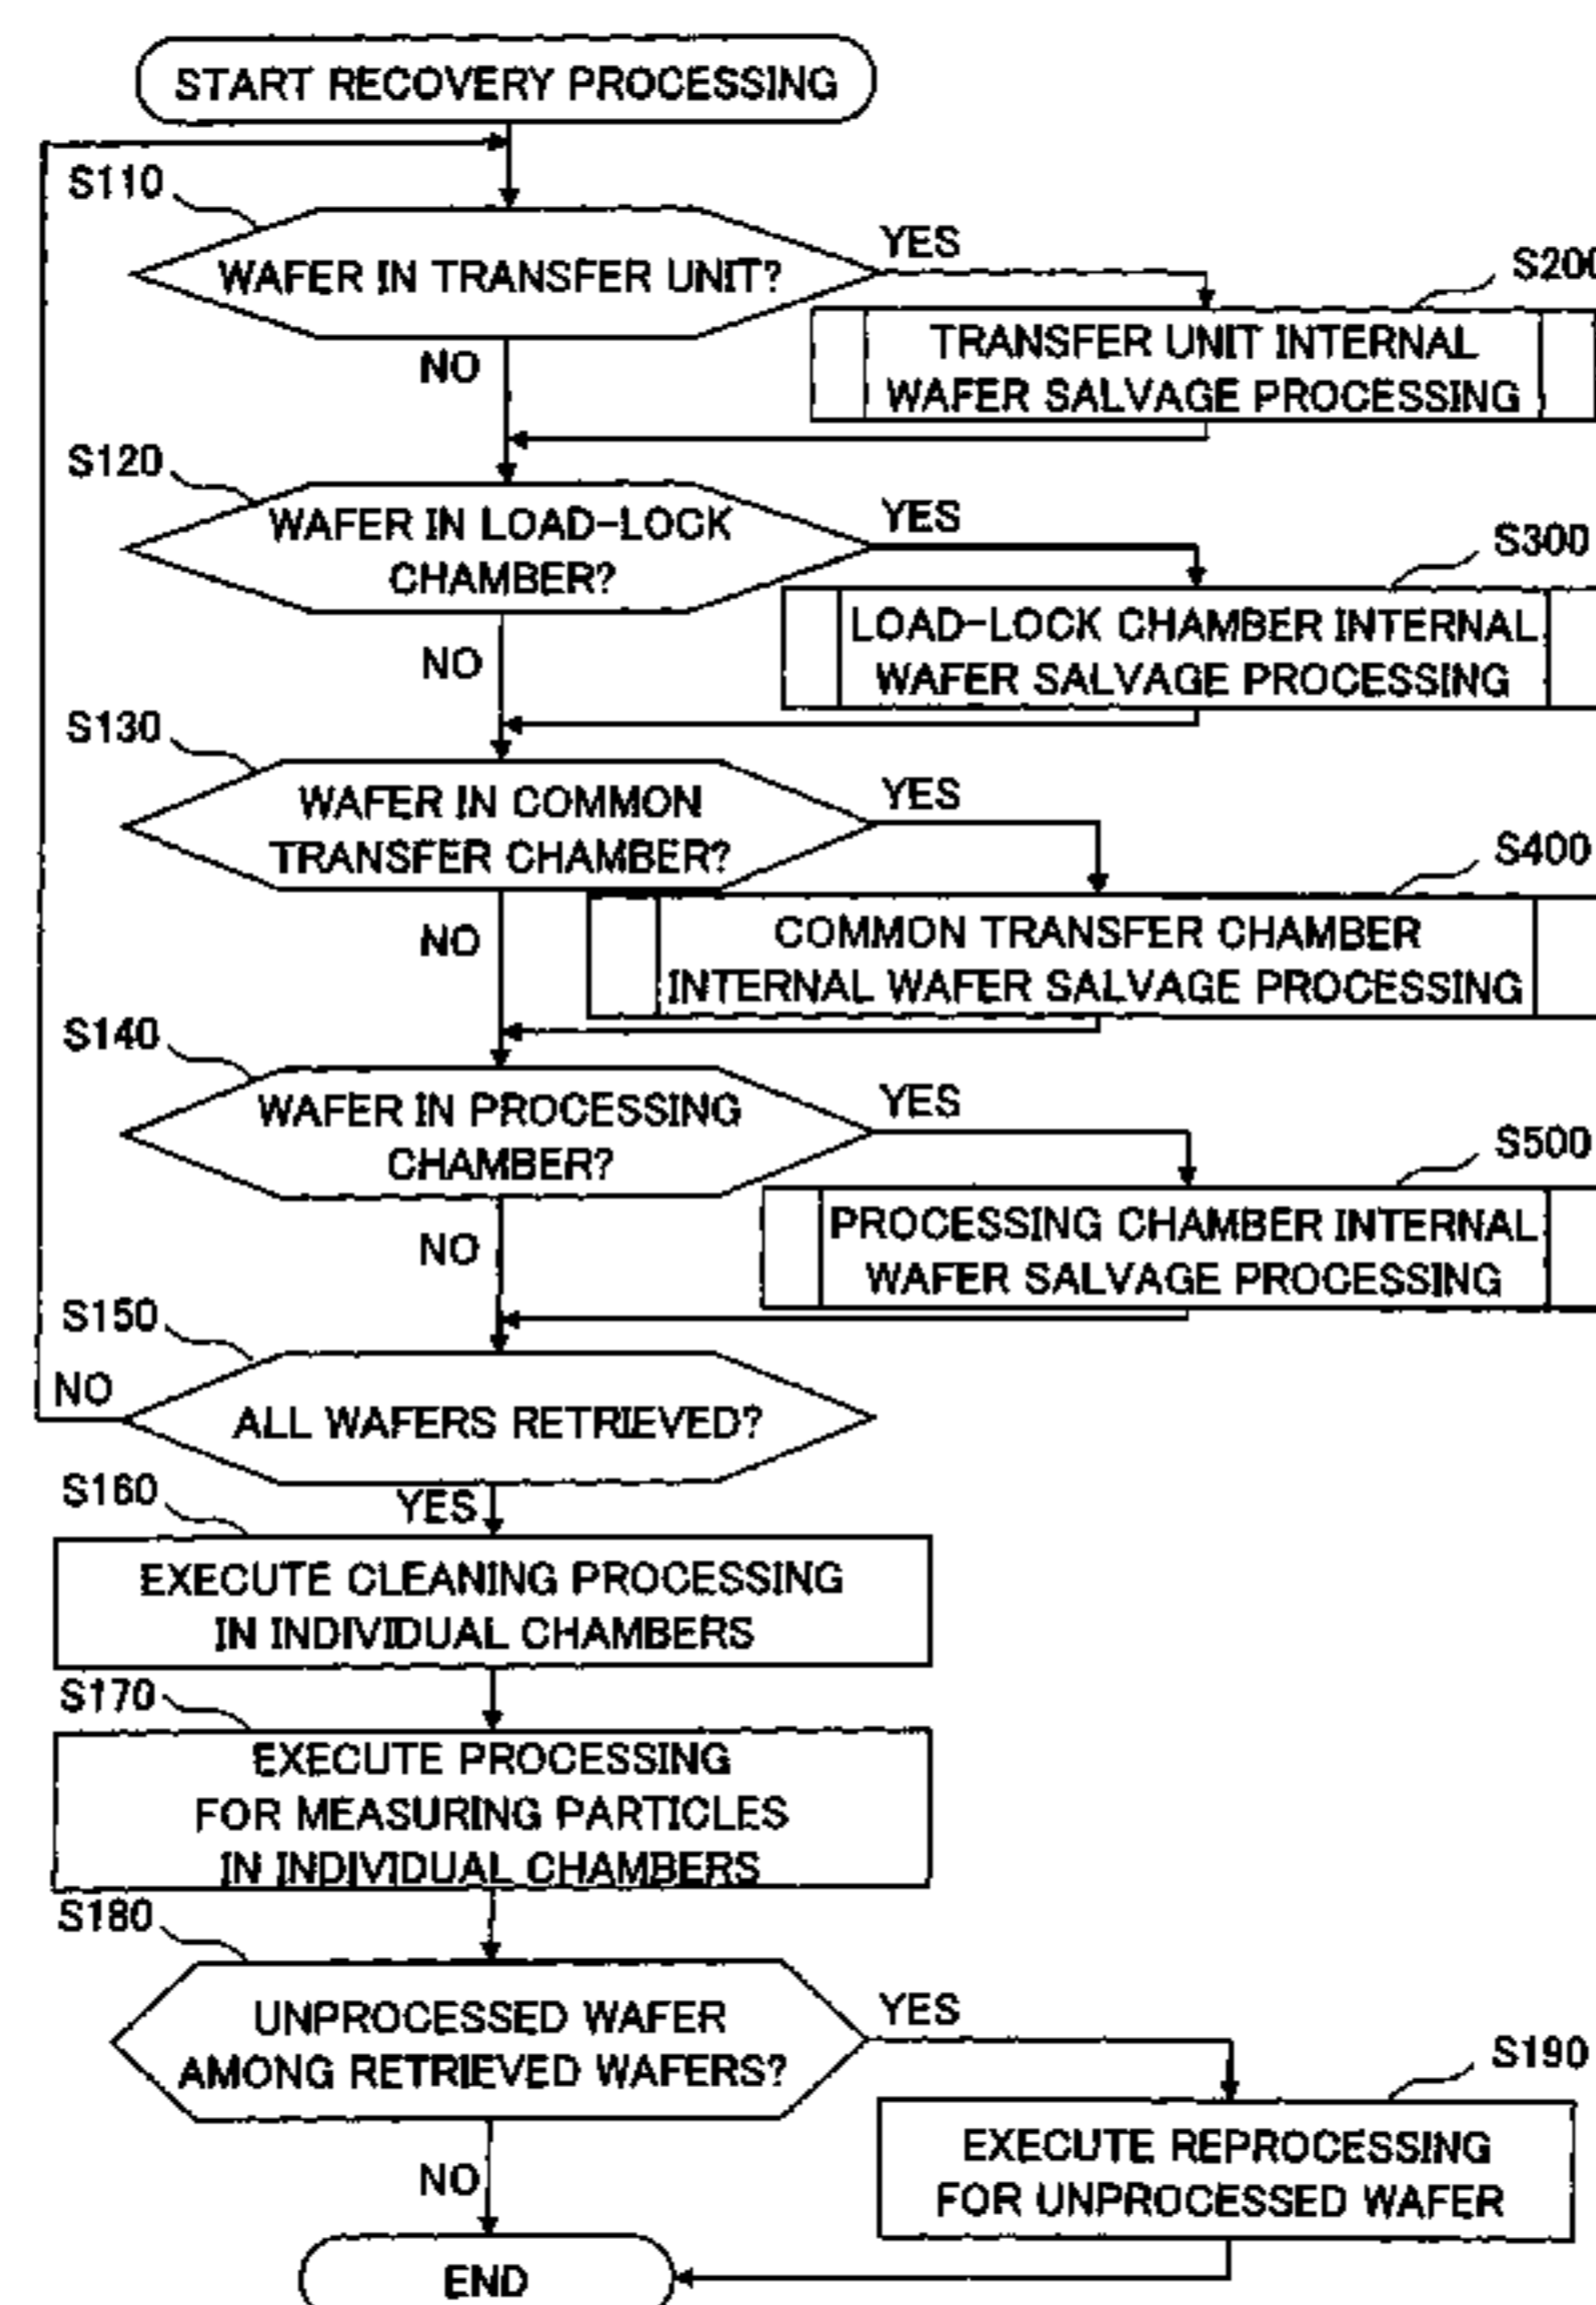 START RECOVERY PROCESSING
S110
WAFER IN TRANSFER UNIT?
YES
NO
S200
TRANSFER UNIT INTERNAL
WAFER SALVAGE PROCESSING
S120
WAFER IN LOAD-LOCK
CHAMBER?
YES
NO
S300
LOAD-LOCK CHAMBER INTERNAL
WAFER SALVAGE PROCESSING
S130
WAFER IN COMMON
TRANSFER CHAMBER?
YES
NO
S400
COMMON TRANSFER CHAMBER
INTERNAL WAFER SALVAGE PROCESSING
S140
WAFER IN PROCESSING
CHAMBER?
YES
NO
S500
PROCESSING CHAMBER INTERNAL
WAFER SALVAGE PROCESSING
S150
NO
ALL WAFERS RETRIEVED?
YES
S160
EXECUTE CLEANING PROCESSING
IN INDIVIDUAL CHAMBERS
S170
EXECUTE PROCESSING
FOR MEASURING PARTICLES
IN INDIVIDUAL CHAMBERS
S180
UNPROCESSED WAFER
AMONG RETRIEVED WAFERS?
YES
NO
S190
EXECUTE REPROCESSING
FOR UNPROCESSED WAFER
END